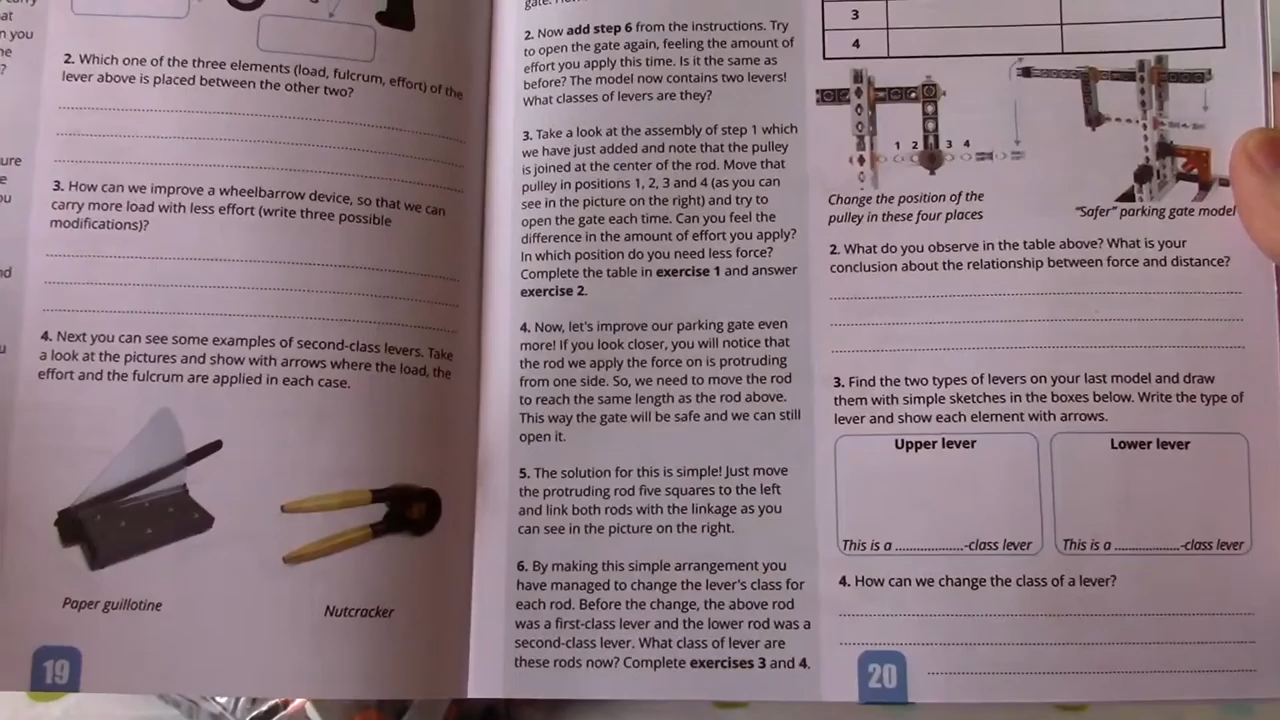 at
n you
ne
?
ure
e
ou
nd
u
2. Which one of the three elements (load, fulcrum, effort) of the
lever above is placed between the other two?
3. How can we improve a wheelbarrow device, so that we can
carry more load with less effort (write three possible
modifications)?
4. Next you can see some examples of second-class levers. Take
a look at the pictures and show with arrows where the load, the
effort and the fulcrum are applied in each case.
Paper guillotine
Nutcracker
19
gate.
2. Now add step 6 from the instructions. Try
to open the gate again, feeling the amount of
effort you apply this time. Is it the same as
before? The model now contains two levers!
What classes of levers are they?
3. Take a look at the assembly of step 1 which
we have just added and note that the pulley
is joined at the center of the rod. Move that
pulley in positions 1, 2, 3 and 4 (as you can
see in the picture on the right) and try to
open the gate each time. Can you feel the
difference in the amount of effort you apply?
In which position do you need less force?
Complete the table in exercise 1 and answer
exercise 2.
4. Now, let's improve our parking gate even
more! If you look closer, you will notice that
the rod we apply the force on is protruding
from one side. So, we need to move the rod
to reach the same length as the rod above.
This way the gate will be safe and we can still
open it.
5. The solution for this is simple! Just move
the protruding rod five squares to the left
and link both rods with the linkage as you
can see in the picture on the right.
6. By making this simple arrangement you
have managed to change the lever's class for
each rod. Before the change, the above rod
was a first-class lever and the lower rod was a
second-class lever. What class of lever are
these rods now? Complete exercises 3 and 4.
3
4
1 2 3 4
Change the position of the
pulley in these four places
"Safer" parking gate model
2. What do you observe in the table above? What is your
conclusion about the relationship between force and distance?
3. Find the two types of levers on your last model and draw
them with simple sketches in the boxes below. Write the type of
lever and show each element with arrows.
Upper lever
This is a ...................-class lever
Lower lever
This is a ...................-class lever
4. How can we change the class of a lever?
20